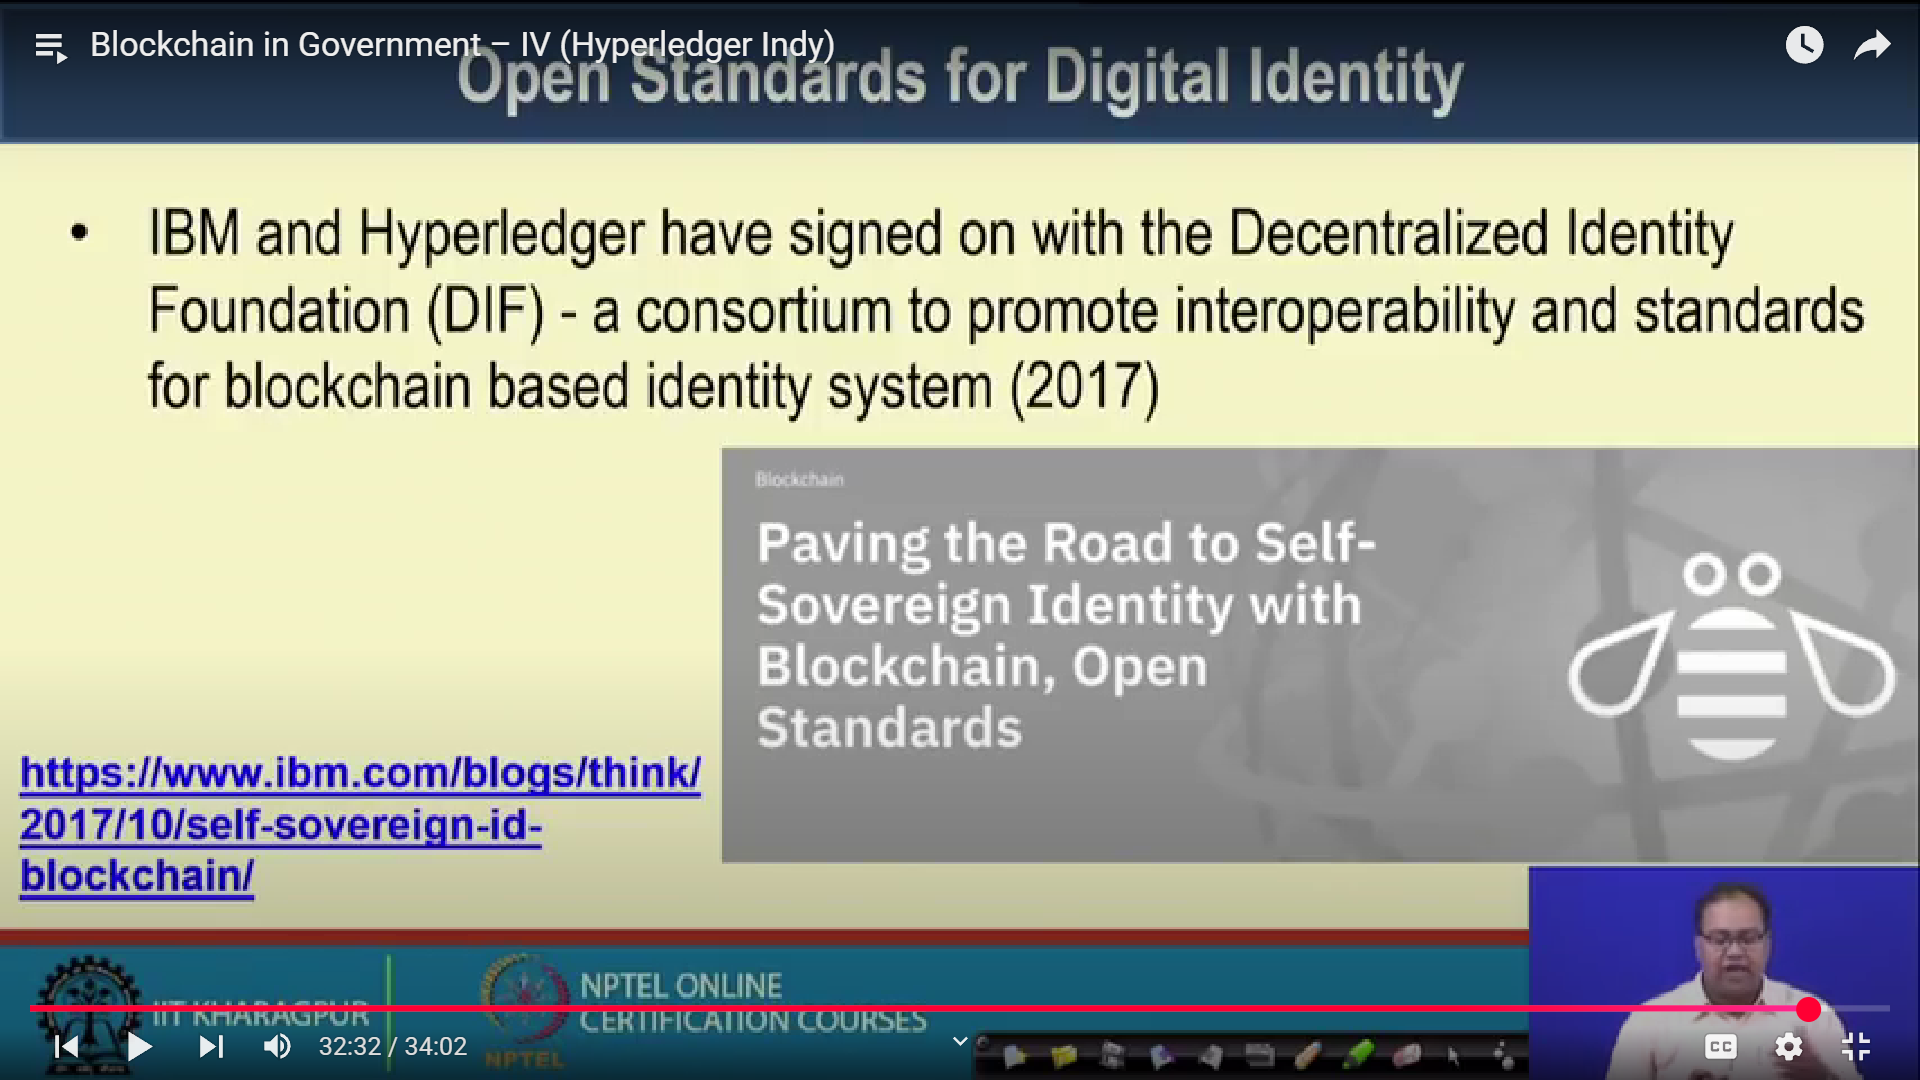 Blockchain in Government – IV (Hyperledger Indy)
Open Standards for Digital Identity
• IBM and Hyperledger have signed on with the Decentralized Identity
Foundation (DIF) - a consortium to promote interoperability and standards
for blockchain based identity system (2017)
Blockchain
Paving the Road to Self-
Sovereign Identity with
Blockchain, Open
Standards
https://www.ibm.com/blogs/think/
2017/10/self-sovereign-id-
blockchain/
IIT KHARAGPUR
NPTEL
NPTEL ONLINE
CERTIFICATION COURSES
32:32 / 34:02
CC